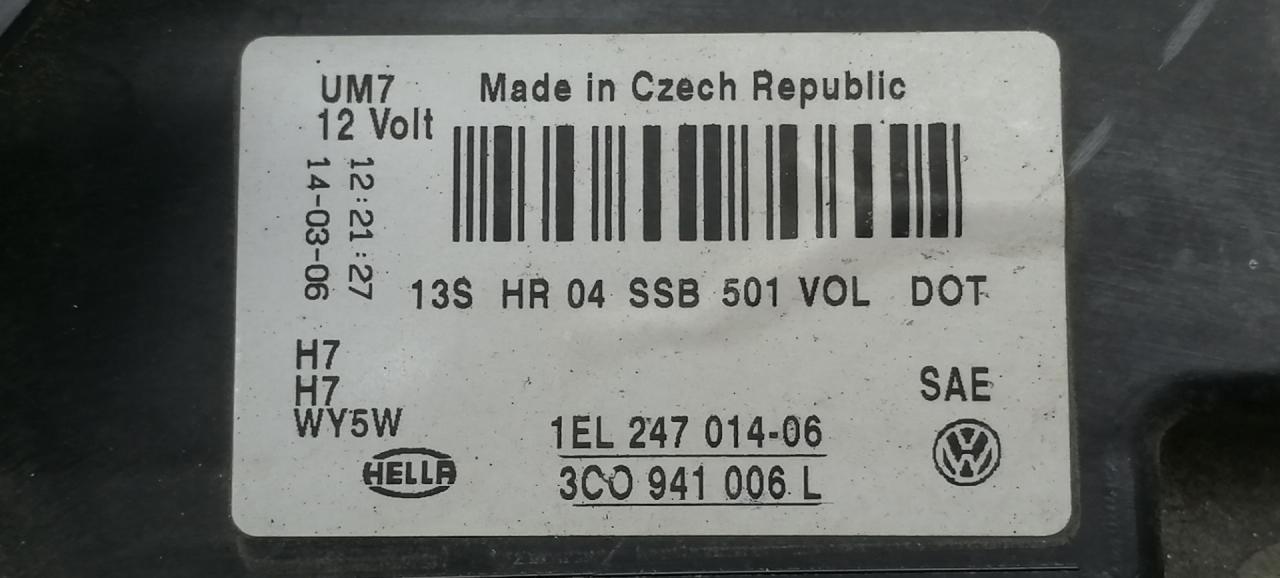 UM7
Made in Czech Republic
12 Volt
12:21:27
14-03-06
13S HR 04 SSB 501 VOL DOT
H7
H7
WY5W
SAE
HELLA
1EL 247 014-06
3C0 941 006 L